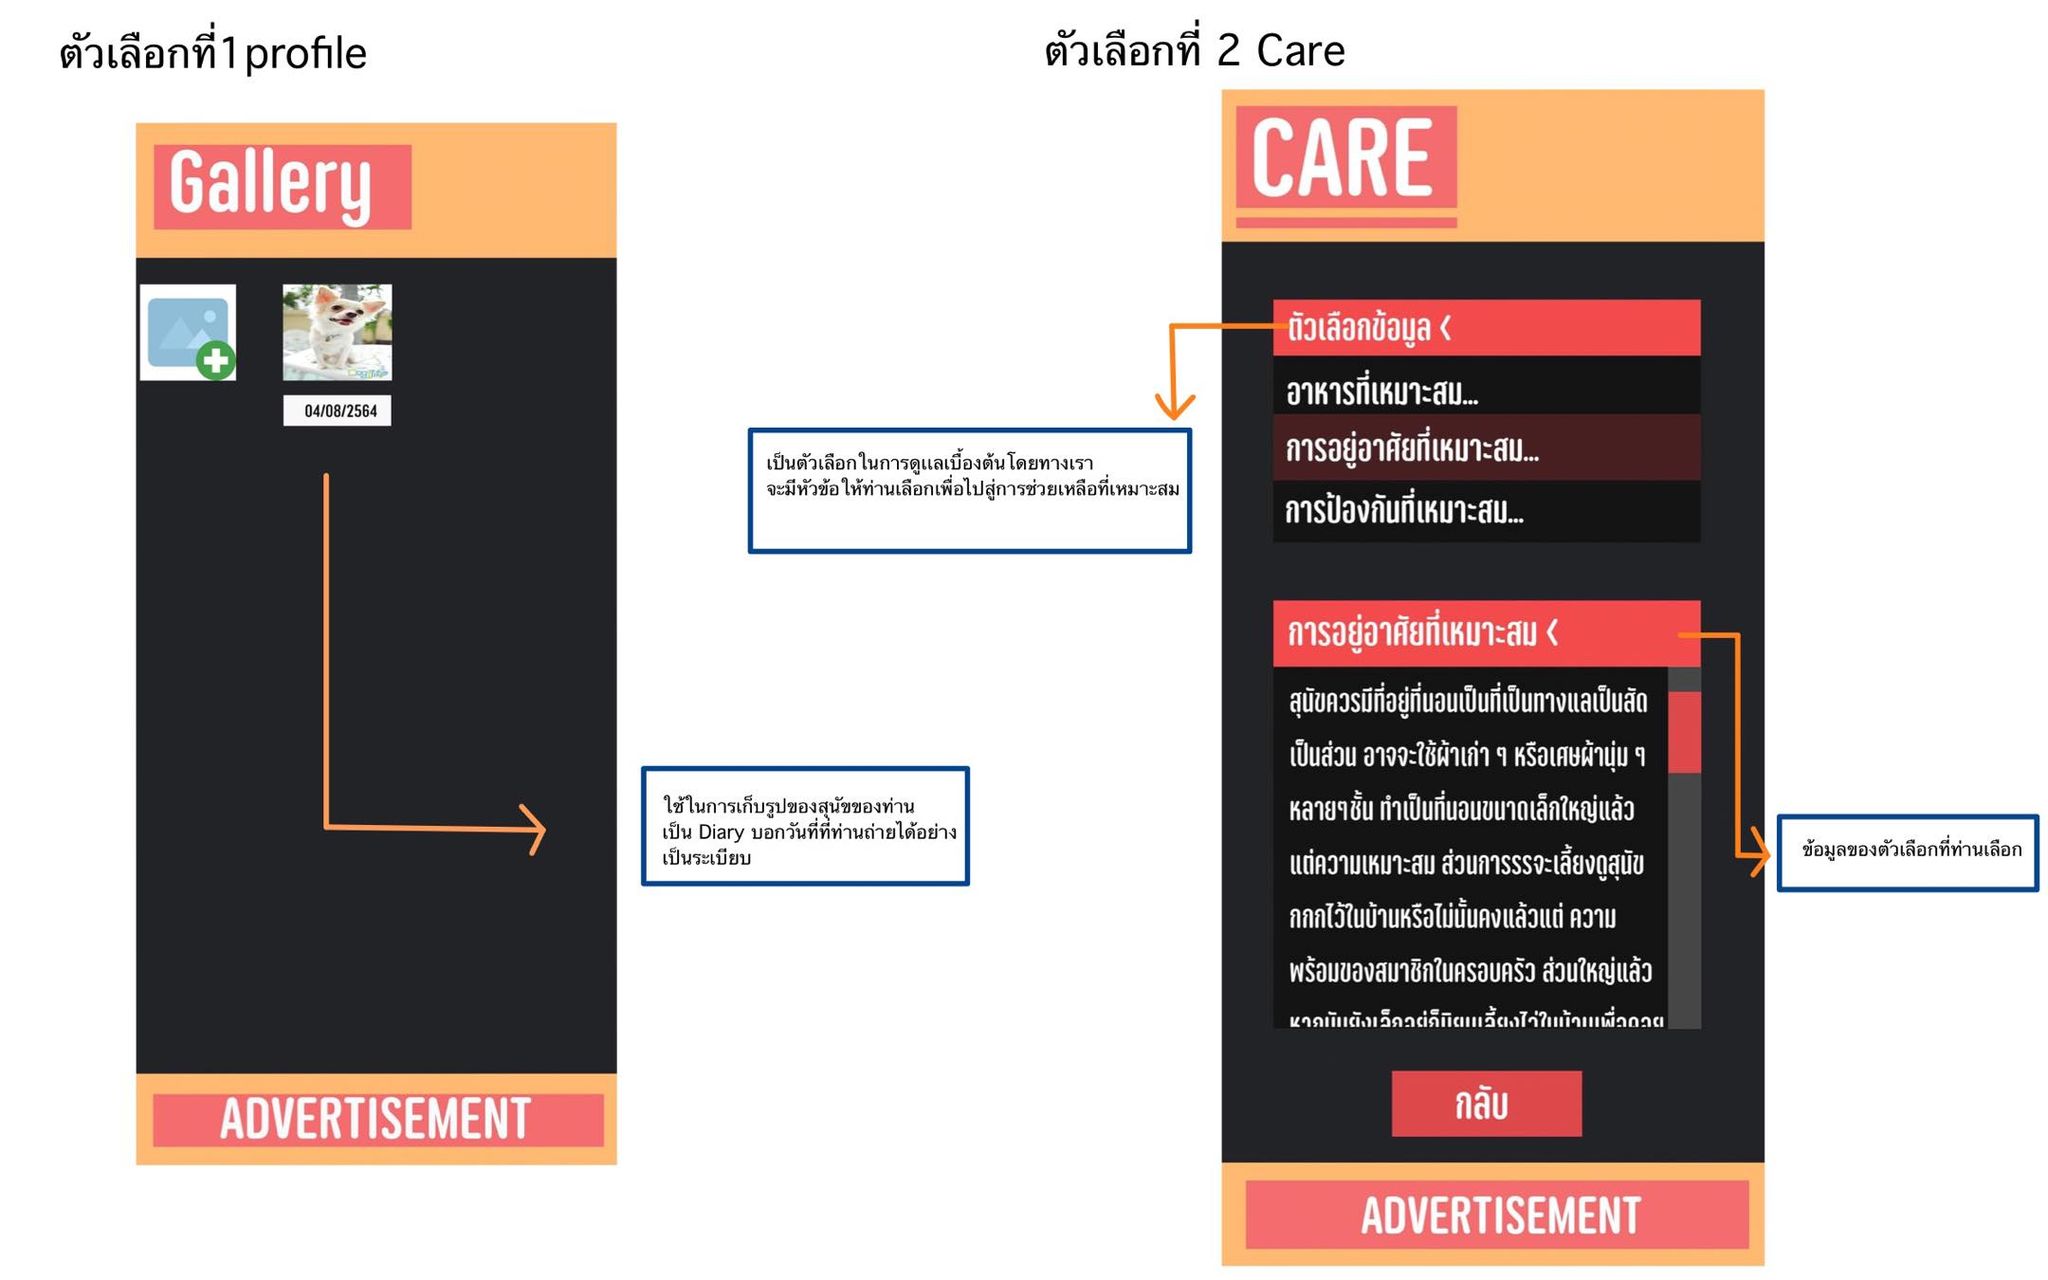 ตัวเลือกที่1profile
Gallery
04/08/2564
ใช้ในการเก็บรูปของสุนัขของท่าน
เป็น Diary บอกวันที่ที่ท่านถ่ายได้อย่าง
เป็นระเบียบ
ADVERTISEMENT
ตัวเลือกที่ 2 Care
CARE
ตัวเลือกข้อมูล <
อาหารที่เหมาะสม...
การอยู่อาศัยที่เหมาะสม...
การป้องกันที่เหมาะสม...
เป็นตัวเลือกในการดูแลเบื้องต้นโดยทางเรา
จะมีหัวข้อให้ท่านเลือกเพื่อไปสู่การช่วยเหลือที่เหมาะสม
การอยู่อาศัยที่เหมาะสม <
สุนัขควรมีที่อยู่ที่นอนเป็นที่เป็นทางแลเป็นสัด
เป็นส่วน อาจจะใช้ผ้าเก่า ๆ หรือเศษผ้านุ่ม ๆ
หลายๆชั้น ทำเป็นที่นอนขนาดเล็กใหญ่แล้ว
แต่ความเหมาะสม ส่วนการรรจะเลี้ยงดูสุนัข
กกกไว้ในบ้านหรือไม่นั้นคงแล้วแต่ ความ
พร้อมของสมาชิกในครอบครัว ส่วนใหญ่แล้ว
ข้อมูลของตัวเลือกที่ท่านเลือก
กลับ
ADVERTISEMENT